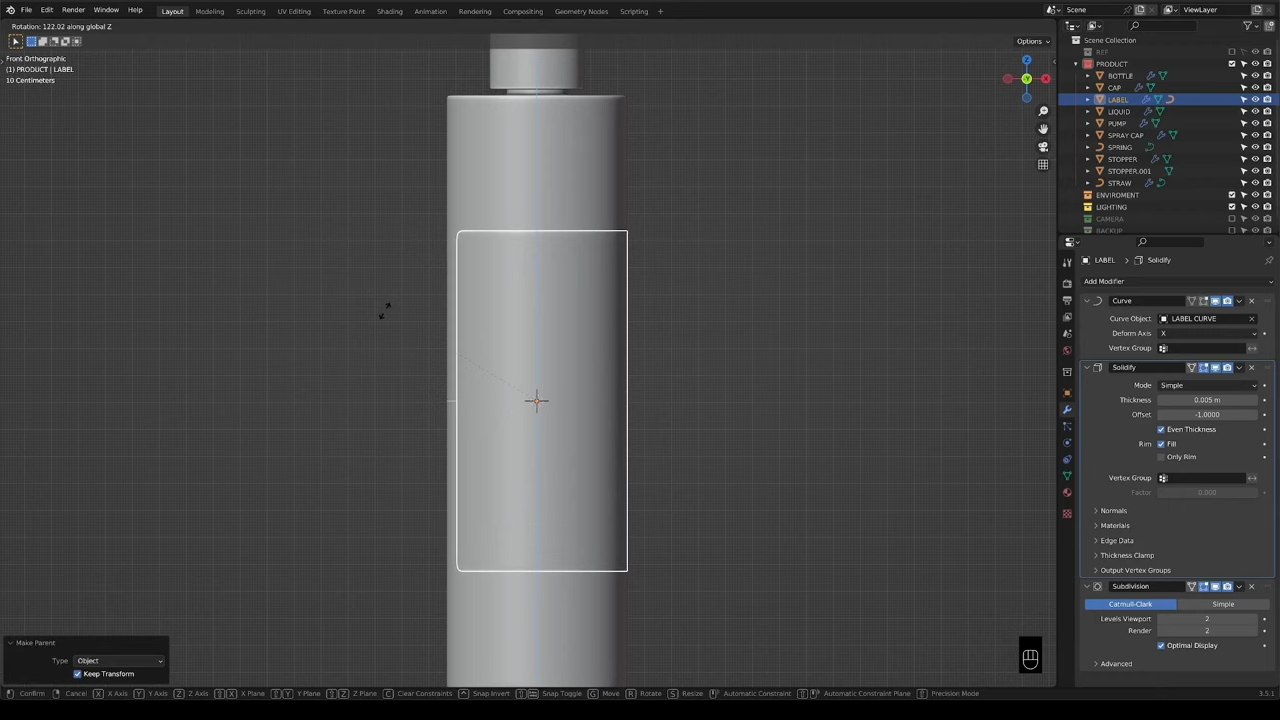 File Edit Render Window Help Layout Modeling Sculpting UV Editing Texture Paint Shading Animation Rendering Compositing Geometry Nodes Scripting + Scene ViewLayer
Rotation: 122.02 along global Z
Options
Front Orthographic
(1) PRODUCT | LABEL
10 Centimeters
Scene Collection
REF
PRODUCT
BOTTLE
CAP
LABEL
LIQUID
PUMP
SPRAY CAP
SPRING
STOPPER
STOPPER.001
STRAW
ENVIROMENT
LIGHTING
CAMERA
BACKUP
LABEL > Solidify
Add Modifier
Curve
Curve Object LABEL CURVE
Deform Axis X
Vertex Group
Solidify
Mode Simple
Thickness 0.005 m
Offset -1.0000
Even Thickness
Rim Fill
Only Rim
Vertex Group
Factor 0.000
Normals
Materials
Edge Data
Thickness Clamp
Output Vertex Groups
Subdivision
Catmull-Clark Simple
Levels Viewport 2
Render 2
Optimal Display
Advanced
Make Parent
Type Object
Keep Transform
Confirm Cancel X X Axis Y Y Axis Z Z Axis X X Plane Y Y Plane Z Z Plane C Clear Constraints Snap Invert Snap Toggle G Move R Rotate S Resize Automatic Constraint Automatic Constraint Plane Precision Mode 3.5.1